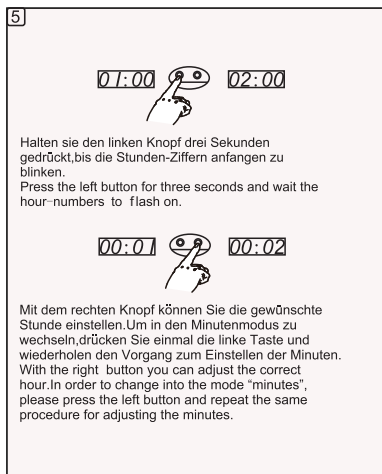 5
01:00 02:00
Halten sie den linken Knopf drei Sekunden
gedrückt,bis die Stunden-Ziffern anfangen zu
blinken.
Press the left button for three seconds and wait the
hour-numbers to flash on.
00:01 00:02
Mit dem rechten Knopf können Sie die gewünschte
Stunde einstellen.Um in den Minutenmodus zu
wechseln,drücken Sie einmal die linke Taste und
wiederholen den Vorgang zum Einstellen der Minuten.
With the right button you can adjust the correct
hour.In order to change into the mode “minutes”,
please press the left button and repeat the same
procedure for adjusting the minutes.